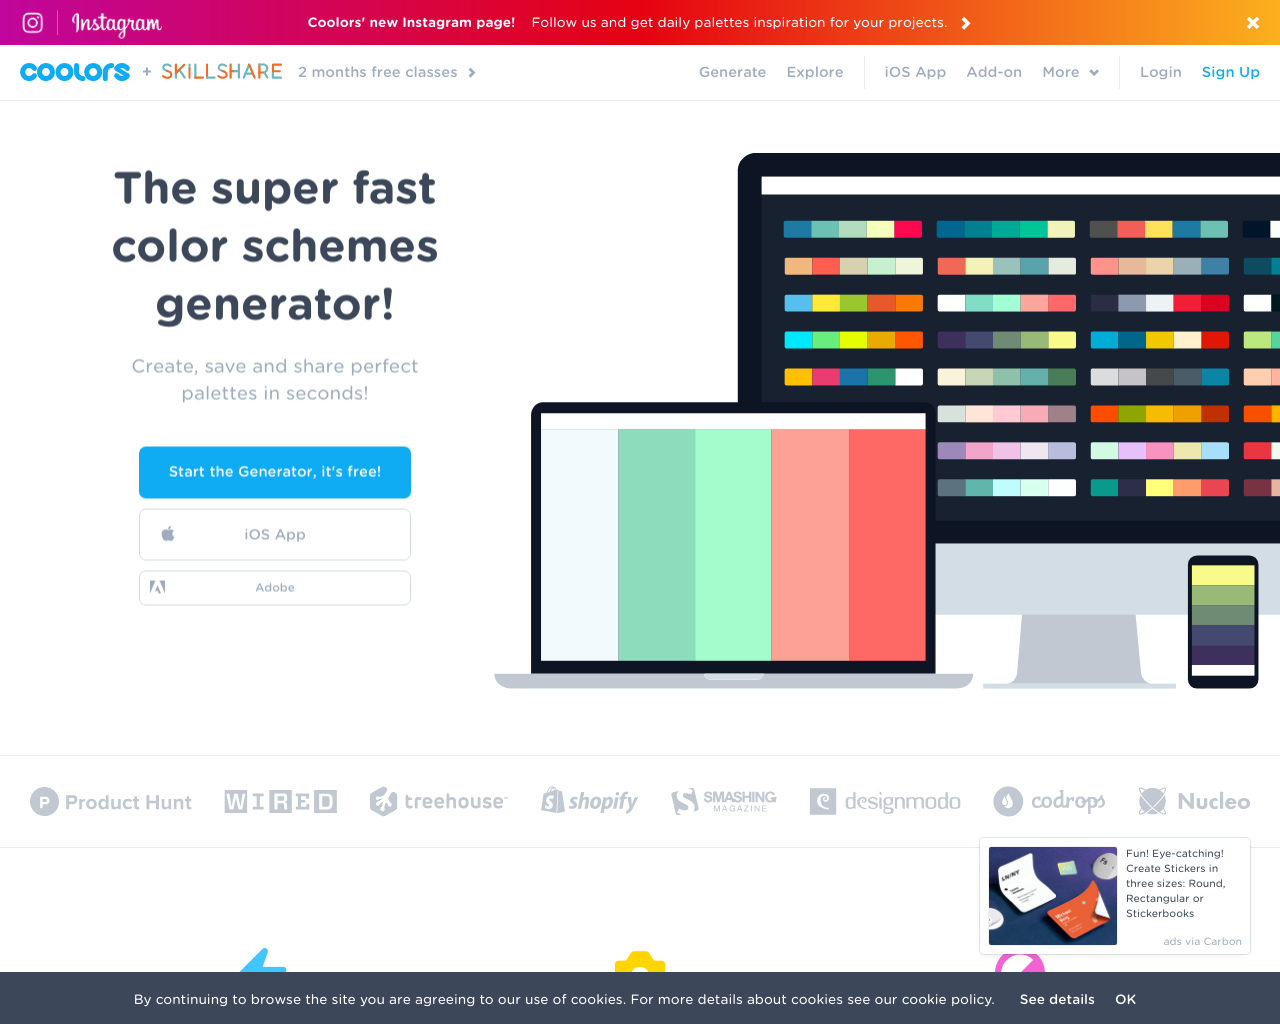 Instagram
Coolors' new Instagram page! Follow us and get daily palettes inspiration for your projects.
coolors + SKILLSHARE 2 months free classes
Generate Explore iOS App Add-on More Login Sign Up
The super fast
color schemes
generator!
Create, save and share perfect
palettes in seconds!
Start the Generator, it's free!
iOS App
Adobe
P Product Hunt
WIRED
treehouse
shopify
SMASHING
MAGAZINE
designmodo
codrops
Nucleo
Fun! Eye-catching!
Create Stickers in
three sizes: Round,
Rectangular or
Stickerbooks
ads via Carbon
By continuing to browse the site you are agreeing to our use of cookies. For more details about cookies see our cookie policy. See details OK